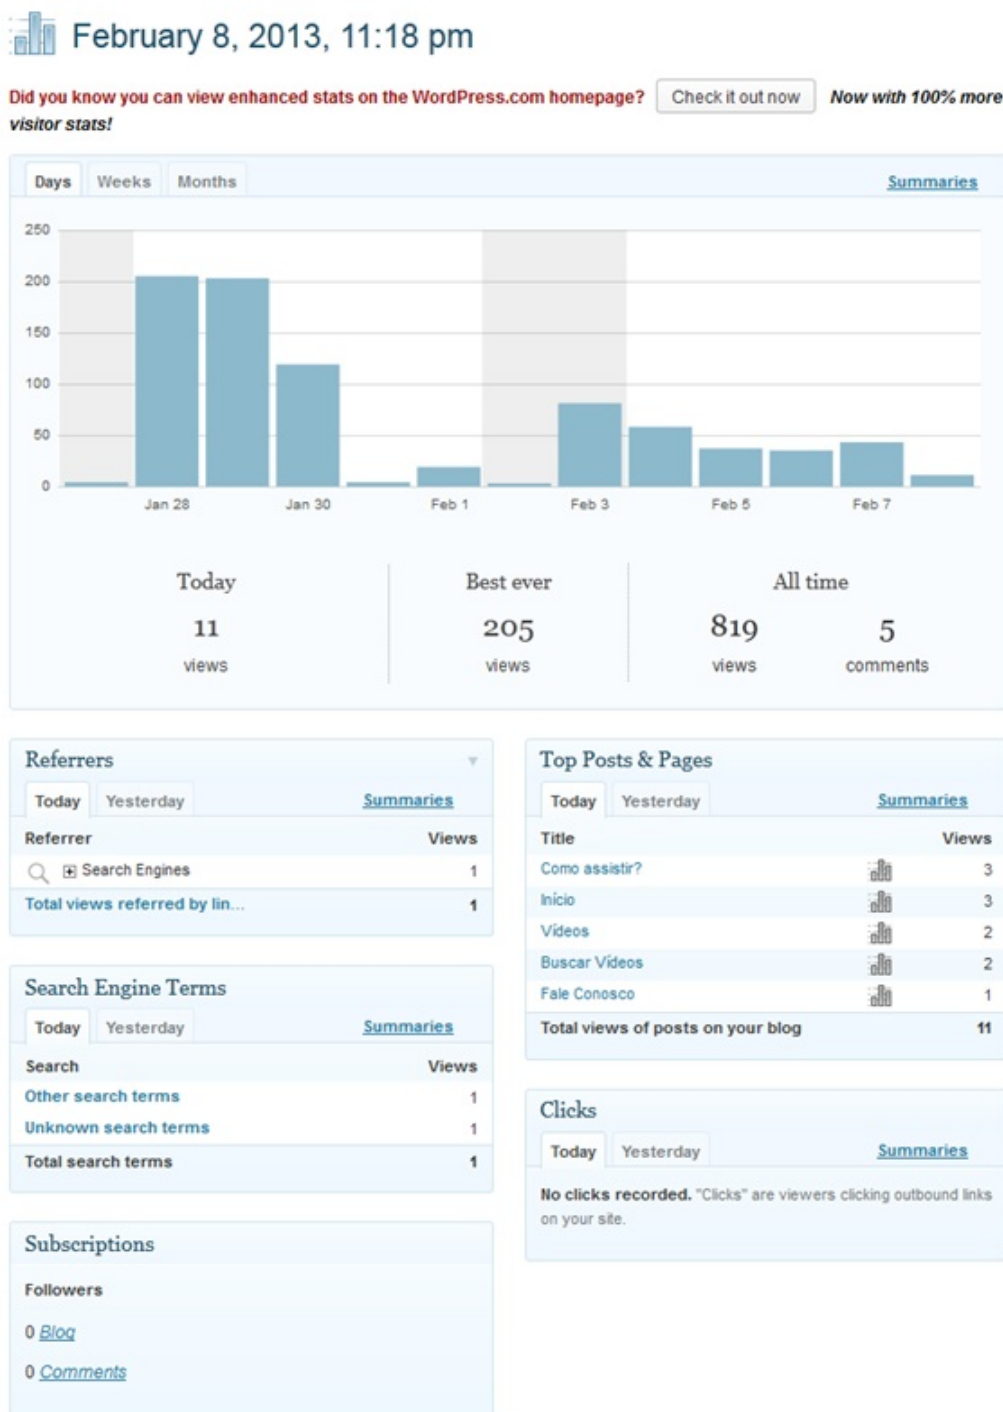 February 8, 2013, 11:18 pm
Did you know you can view enhanced stats on the WordPress.com homepage? Check it out now Now with 100% more
visitor stats!
Days Weeks Months Summaries
250
200
150
100
50
0
Jan 28 Jan 30 Feb 1 Feb 3 Feb 5 Feb 7
Today
11
views
Best ever
205
views
All time
819 5
views comments
Referrers
Today Yesterday Summaries
Referrer Views
Search Engines 1
Total views referred by lin... 1
Search Engine Terms
Today Yesterday Summaries
Search Views
Other search terms 1
Unknown search terms 1
Total search terms 1
Subscriptions
Followers
0 Blog
0 Comments
Top Posts & Pages
Today Yesterday Summaries
Title Views
Como assistir? 3
Início 3
Vídeos 2
Buscar Vídeos 2
Fale Conosco 1
Total views of posts on your blog 11
Clicks
Today Yesterday Summaries
No clicks recorded. "Clicks" are viewers clicking outbound links
on your site.